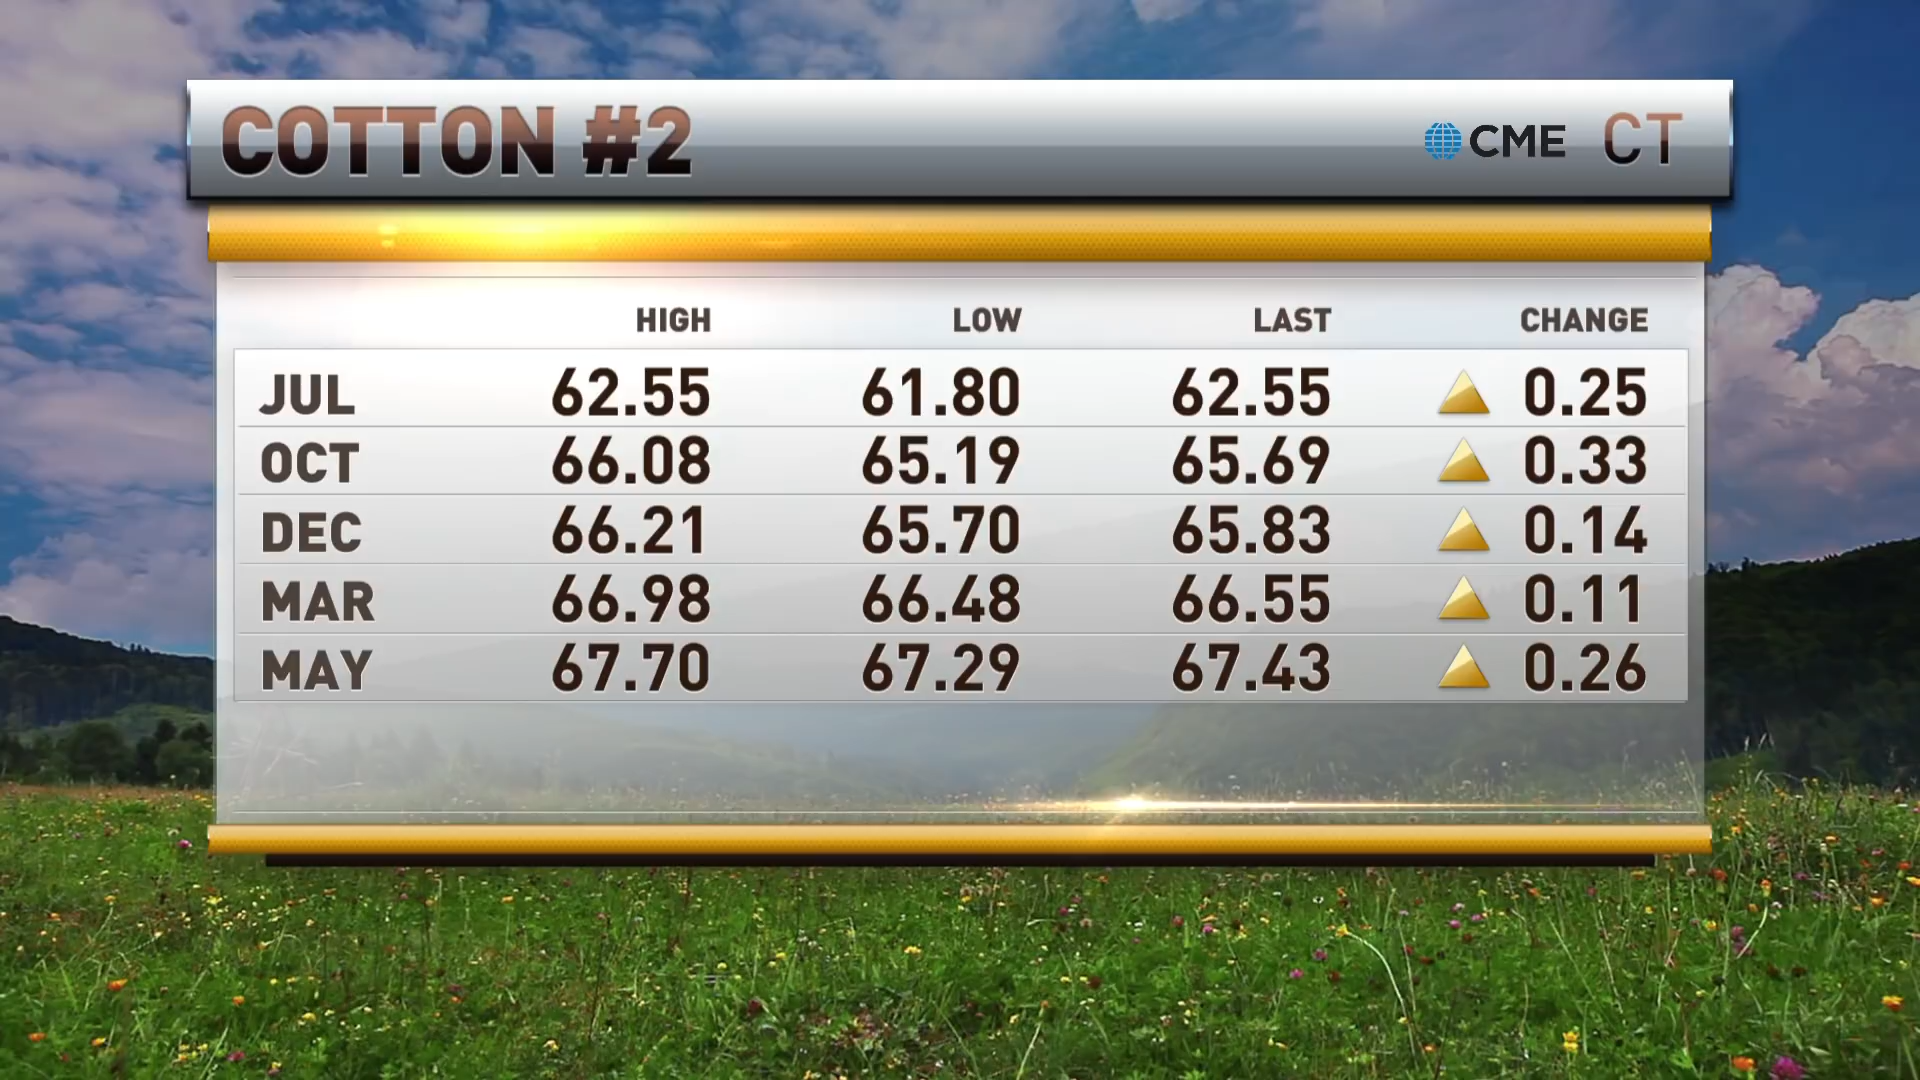 COTTON #2 CME CT
HIGH LOW LAST CHANGE
JUL 62.55 61.80 62.55 0.25
OCT 66.08 65.19 65.69 0.33
DEC 66.21 65.70 65.83 0.14
MAR 66.98 66.48 66.55 0.11
MAY 67.70 67.29 67.43 0.26